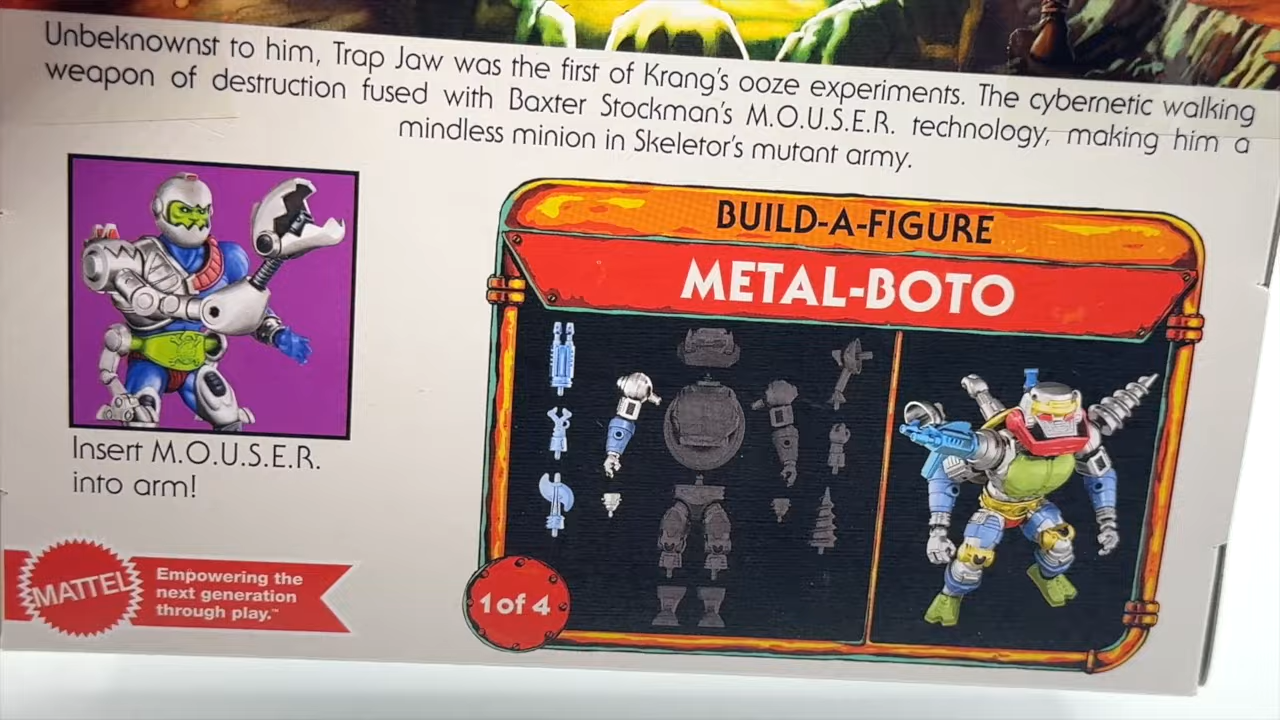 Unbeknownst to him, Trap Jaw was the first of Krang's ooze experiments. The cybernetic walking
weapon of destruction fused with Baxter Stockman's M.O.U.S.E.R. technology, making him a
mindless minion in Skeletor's mutant army.
Insert M.O.U.S.E.R.
into arm!
MATTEL
Empowering the
next generation
through play.™
BUILD-A-FIGURE
METAL-BOTO
1 of 4